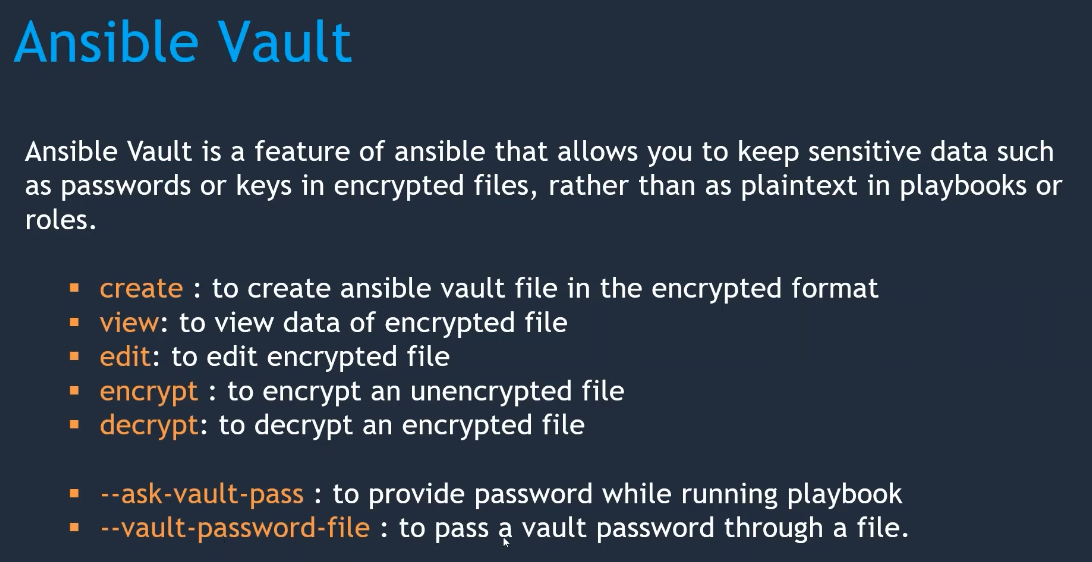 Ansible Vault
Ansible Vault is a feature of ansible that allows you to keep sensitive data such
as passwords or keys in encrypted files, rather than as plaintext in playbooks or
roles.
▪ create : to create ansible vault file in the encrypted format
▪ view: to view data of encrypted file
▪ edit: to edit encrypted file
▪ encrypt : to encrypt an unencrypted file
▪ decrypt: to decrypt an encrypted file
▪ --ask-vault-pass : to provide password while running playbook
▪ --vault-password-file : to pass a vault password through a file.